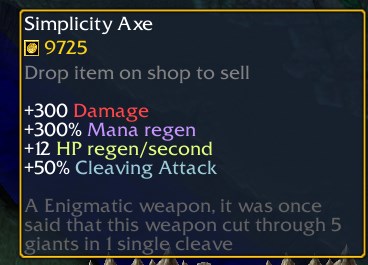 Simplicity Axe
9725
Drop item on shop to sell
+300 Damage
+300% Mana regen
+12 HP regen/second
+50% Cleaving Attack
A Enigmatic weapon, it was once
said that this weapon cut through 5
giants in 1 single cleave